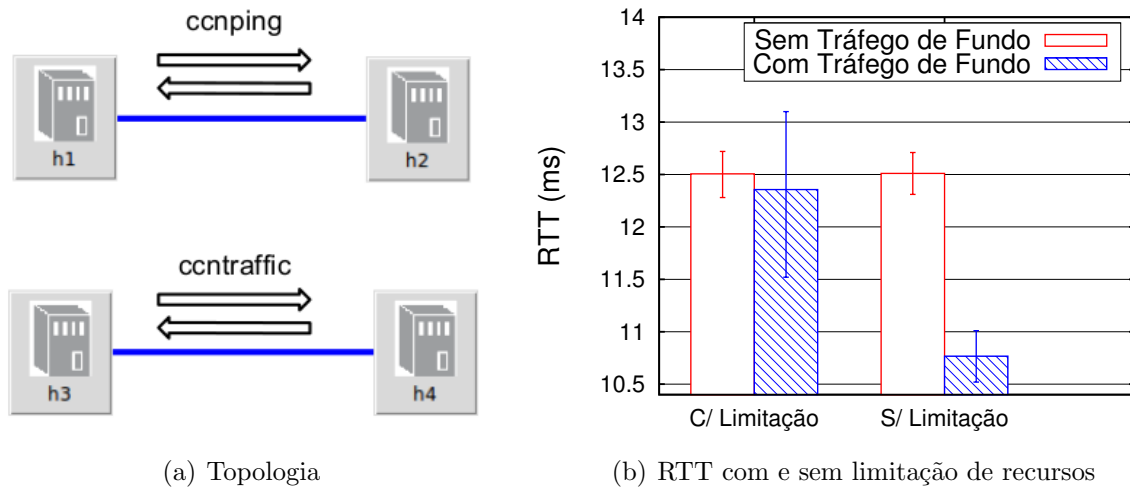 ccnping
h1
h2
ccntraffic
h3
h4
(a) Topologia
14
13.5
13
12.5
12
11.5
11
10.5
RTT (ms)
Sem Tráfego de Fundo
Com Tráfego de Fundo
C/ Limitação
S/ Limitação
(b) RTT com e sem limitação de recursos